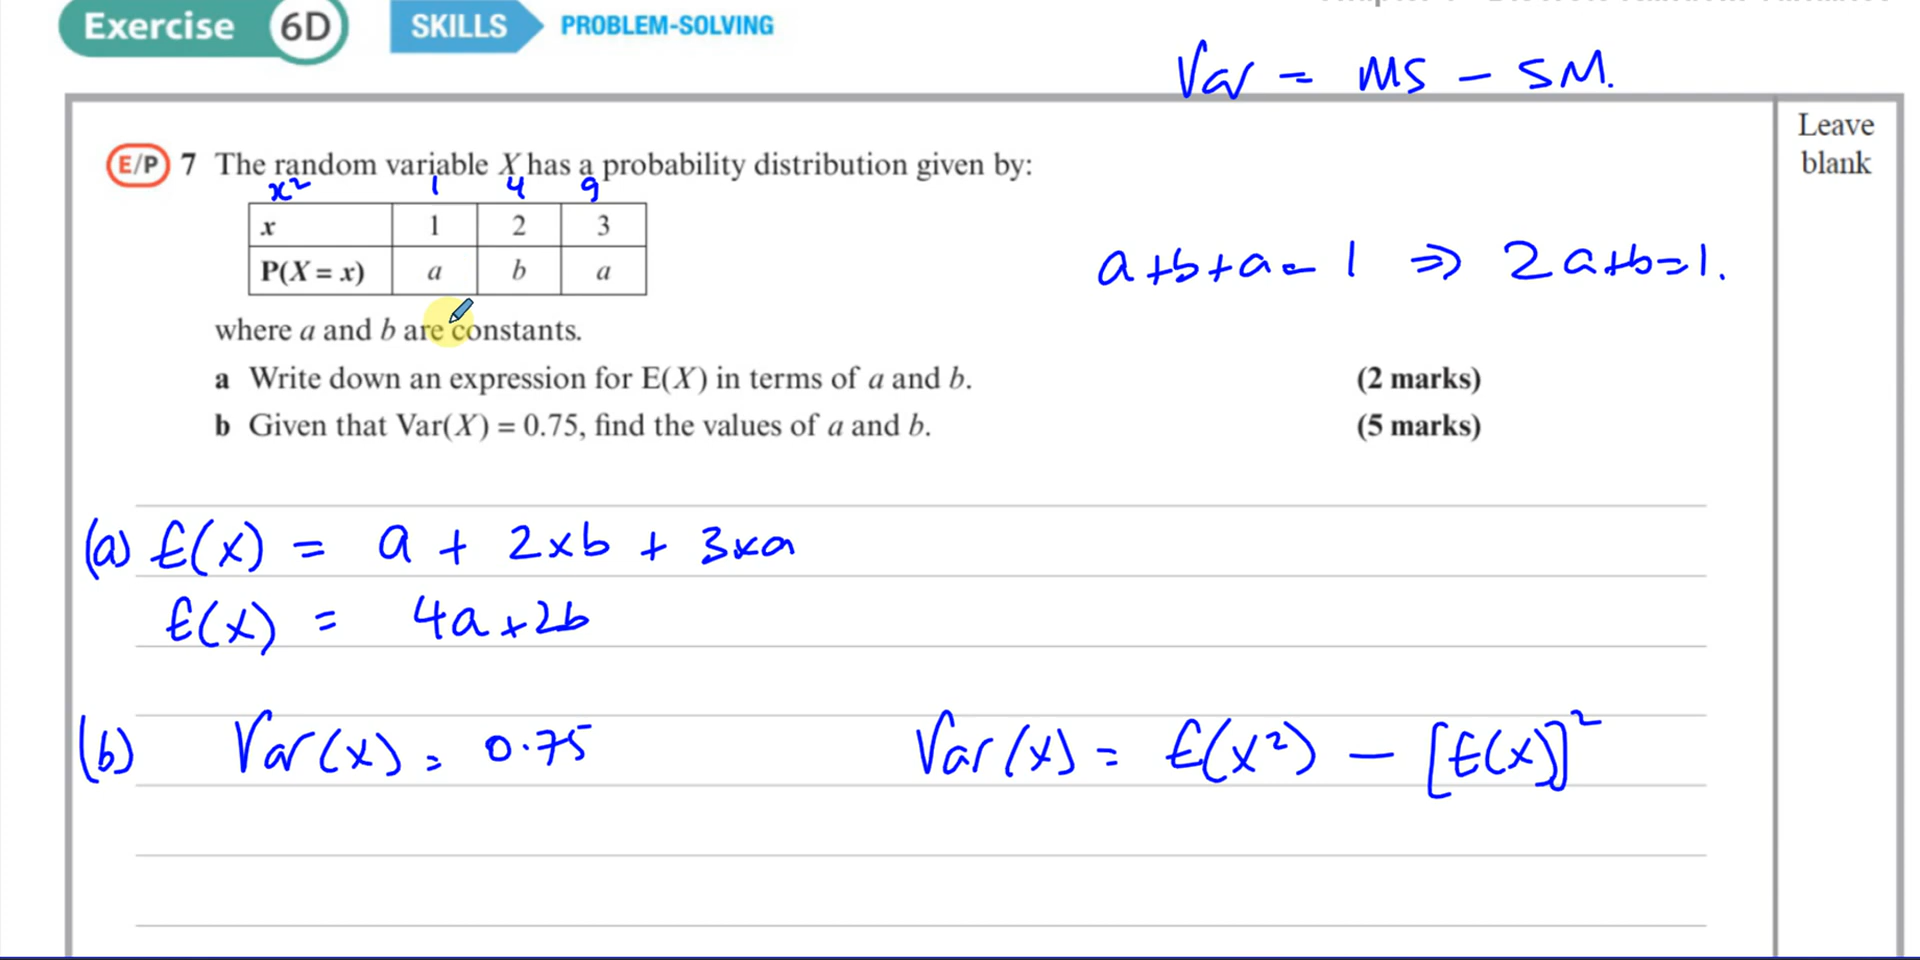 Exercise 6D SKILLS PROBLEM-SOLVING
Var = MS - SM.
Leave
blank
E/P 7 The random variable X has a probability distribution given by:
x² 1 4 9
x 1 2 3
P(X = x) a b a
a+b+a=1 ⇒ 2a+b=1.
where a and b are constants.
a Write down an expression for E(X) in terms of a and b. (2 marks)
b Given that Var(X) = 0.75, find the values of a and b. (5 marks)
(a) E(X) = a + 2×b + 3×a
E(X) = 4a+2b
(b) Var(X) = 0.75 Var(X) = E(X²) - [E(X)]²